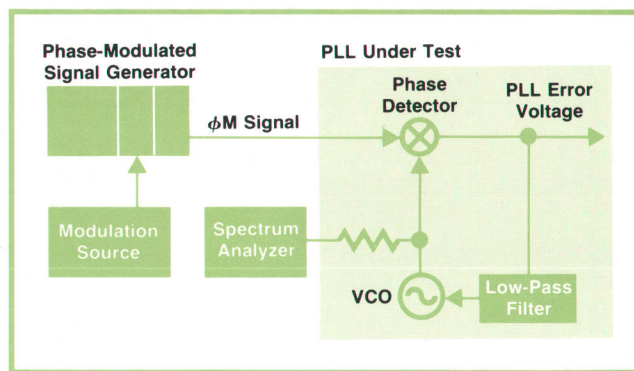 Phase-Modulated
Signal Generator
PLL Under Test
Phase
Detector
PLL Error
Voltage
ϕM Signal
Modulation
Source
Spectrum
Analyzer
VCO
Low-Pass
Filter